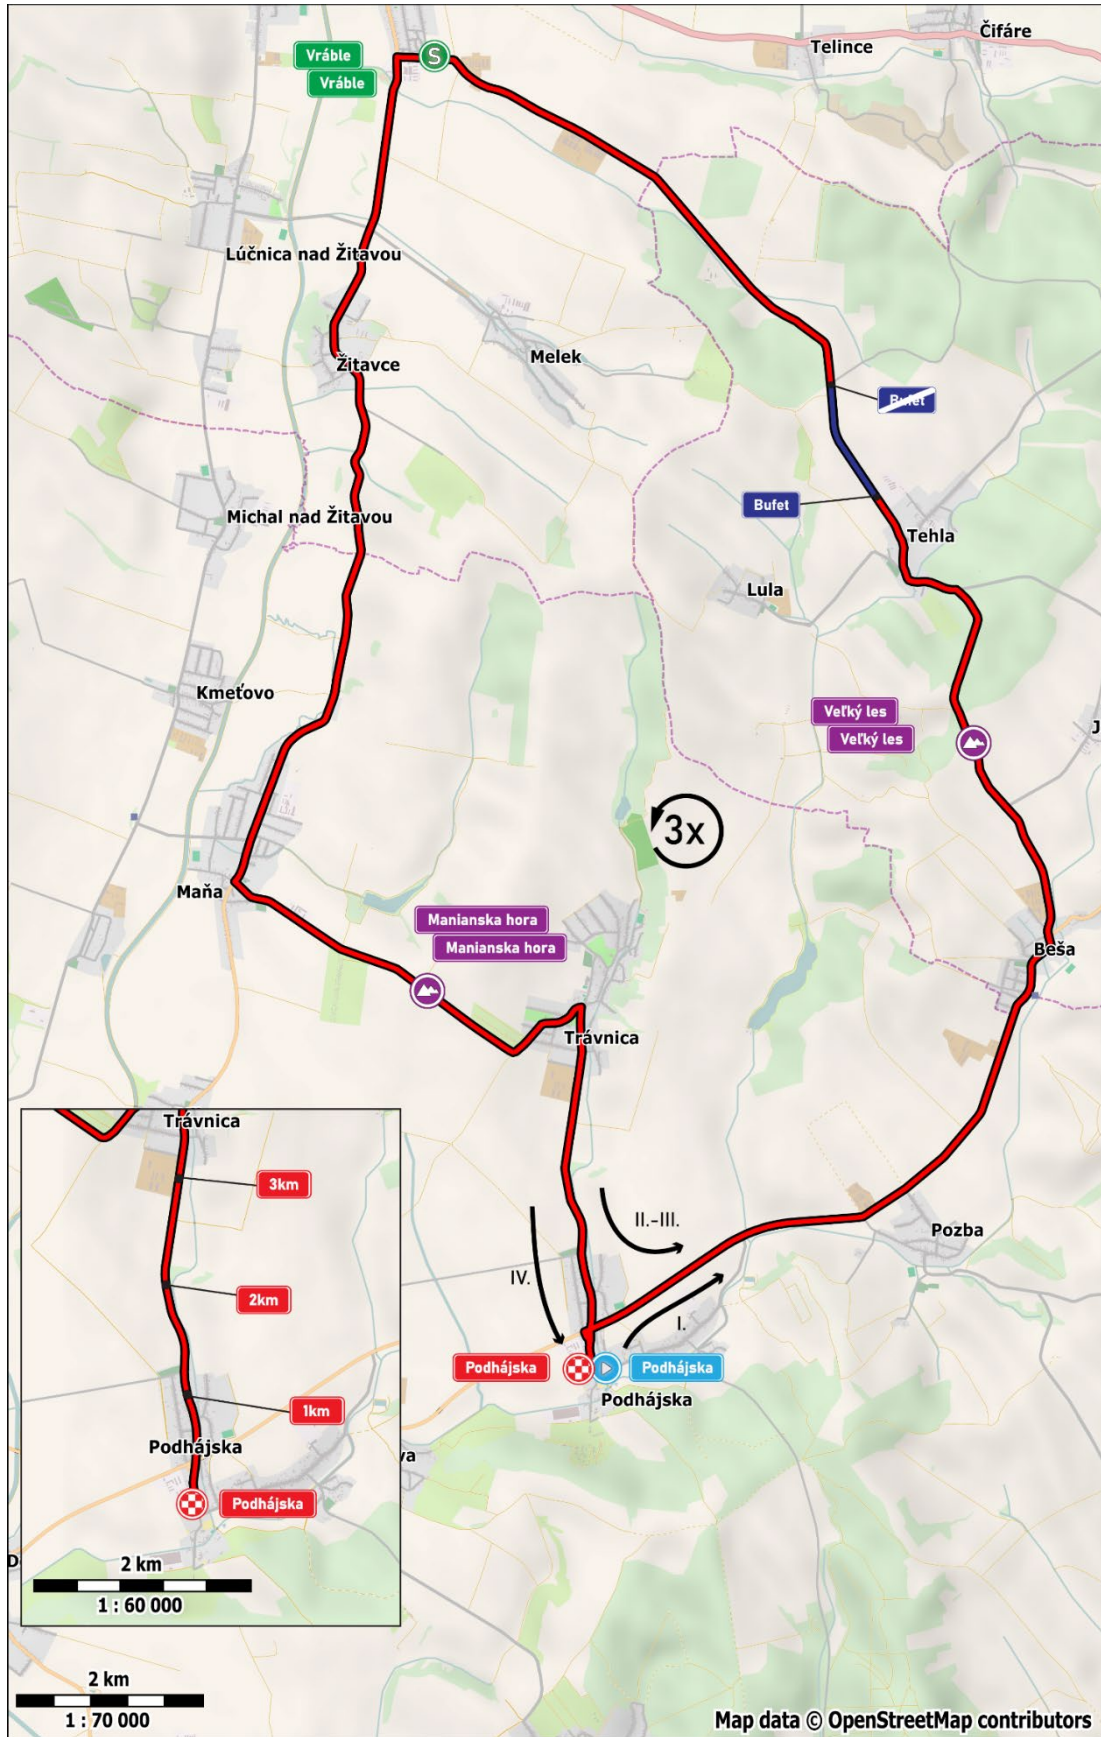 Čifáre
Telince
Vráble
S
Vráble
Lúčnica nad Žitavou
Melek
Žitavce
Bufet
Bufet
Michal nad Žitavou
Tehla
Lula
Kmeťovo
Veľký les
Veľký les
J
3x
Maňa
Manianska hora
Manianska hora
Beša
Trávnica
Trávnica
3km
II.-III.
Pozba
IV.
2km
I.
Podhájska
Podhájska
Podhájska
1km
Podhájska
va
Podhájska
D
2 km
1 : 60 000
2 km
1 : 70 000
Map data © OpenStreetMap contributors